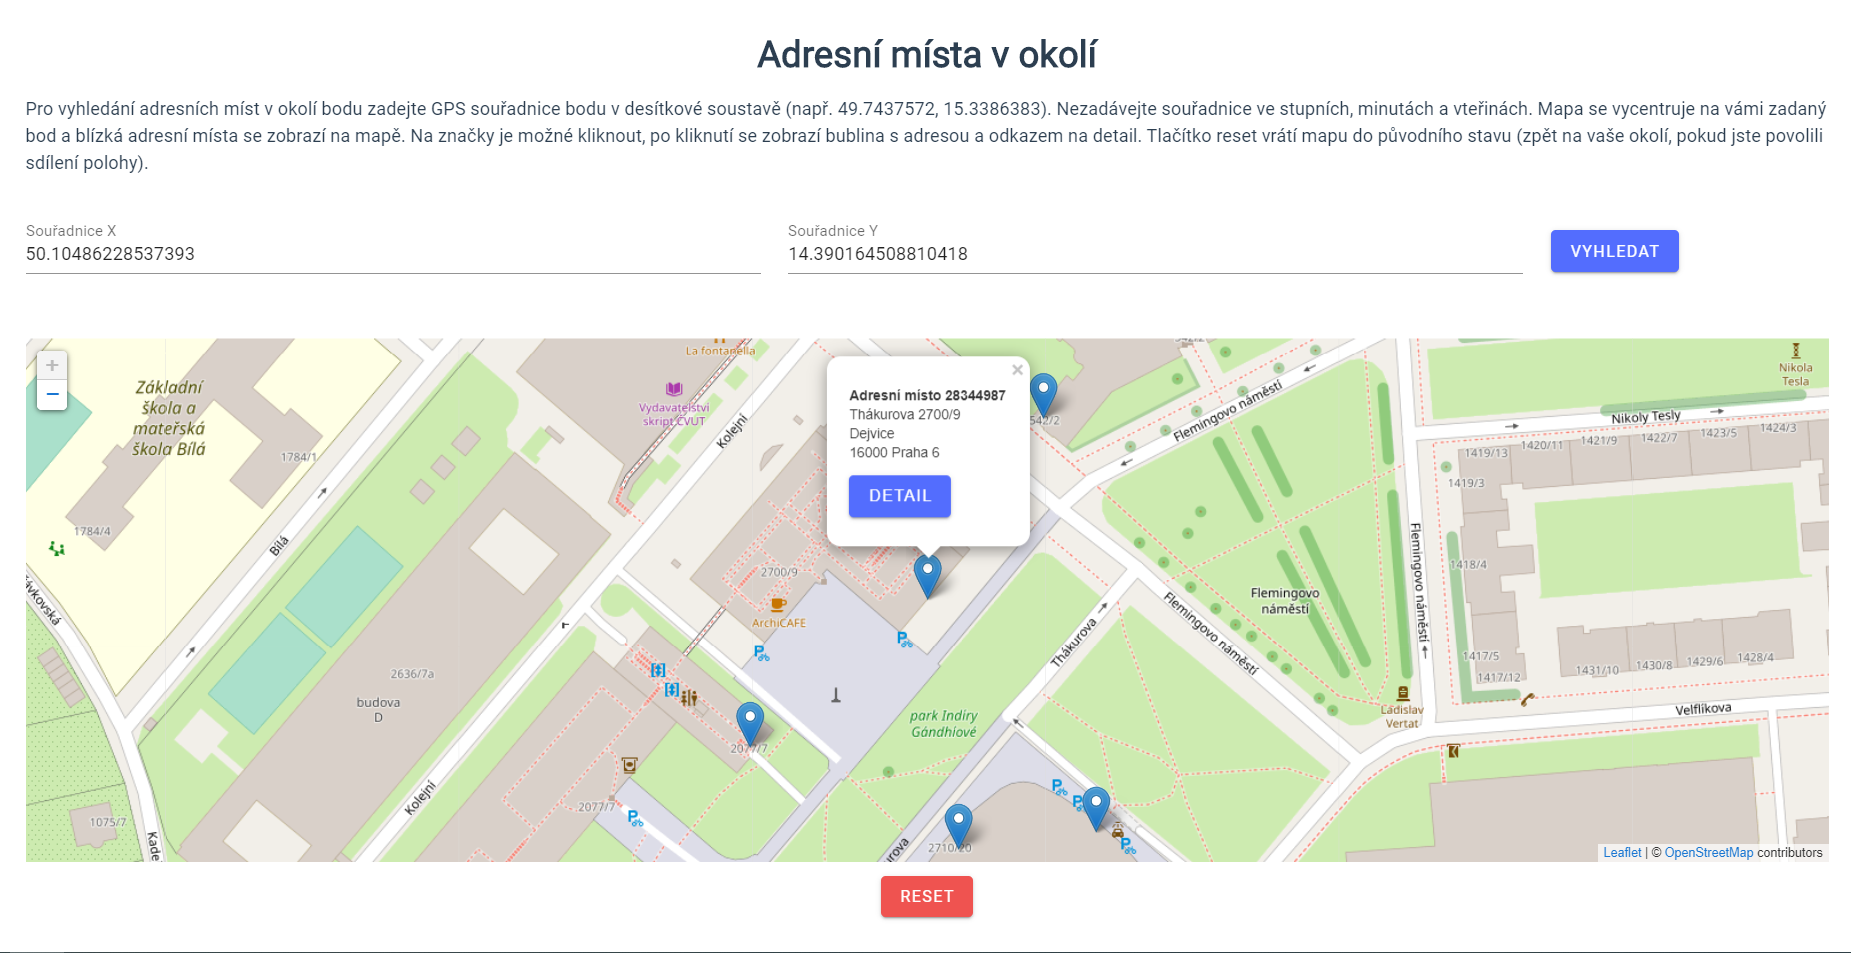 Adresní místa v okolí
Pro vyhledání adresních míst v okolí bodu zadejte GPS souřadnice bodu v desítkové soustavě (např. 49.7437572, 15.3386383). Nezadávejte souřadnice ve stupních, minutách a vteřinách. Mapa se vycentruje na vámi zadaný
bod a blízká adresní místa se zobrazí na mapě. Na značky je možné kliknout, po kliknutí se zobrazí bublina s adresou a odkazem na detail. Tlačítko reset vrátí mapu do původního stavu (zpět na vaše okolí, pokud jste povolili
sdílení polohy).
Souřadnice X
50.10486228537393
Souřadnice Y
14.390164508810418
VYHLEDAT
+
−
La fontanella
Základní
škola a
mateřská
škola Bílá
Vydavatelství
skript ČVUT
Kolejní
1784/1
1784/4
Bílá
×
Adresní místo 28344987
Thákurova 2700/9
Dejvice
16000 Praha 6
DETAIL
542/2
Flemingovo náměstí
Nikola
Tesla
Nikoly Tesly
1419/13
1420/11
1421/9
1422/7
1423/5
1424/3
1419/3
Flemingovo náměstí
1418/4
2700/9
ArchiCAFE
Flemingovo
náměstí
Thákurova
Flemingovo náměstí
1417/5
1417/12
1431/10
1430/8
1429/6
1428/4
2636/7a
budova
D
park Indiry
Gándhiové
Ladislav
Vertat
Velflíkova
2077/7
2077/7
Kolejní
1075/7
2710/20
urova
Leaflet | © OpenStreetMap contributors
RESET